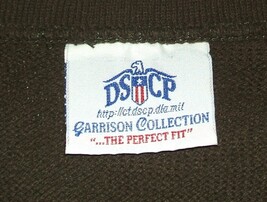 DSCP
http://ct.dscp.dla.mil
GARRISON COLLECTION
"...THE PERFECT FIT"